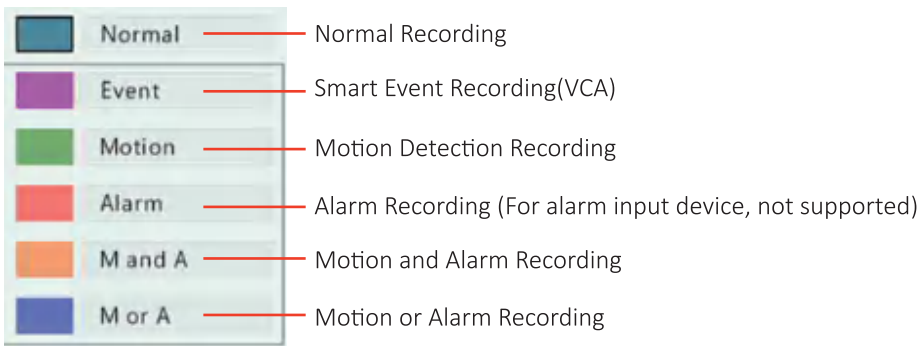 Normal Normal Recording
Event Smart Event Recording(VCA)
Motion Motion Detection Recording
Alarm Alarm Recording (For alarm input device, not supported)
M and A Motion and Alarm Recording
M or A Motion or Alarm Recording